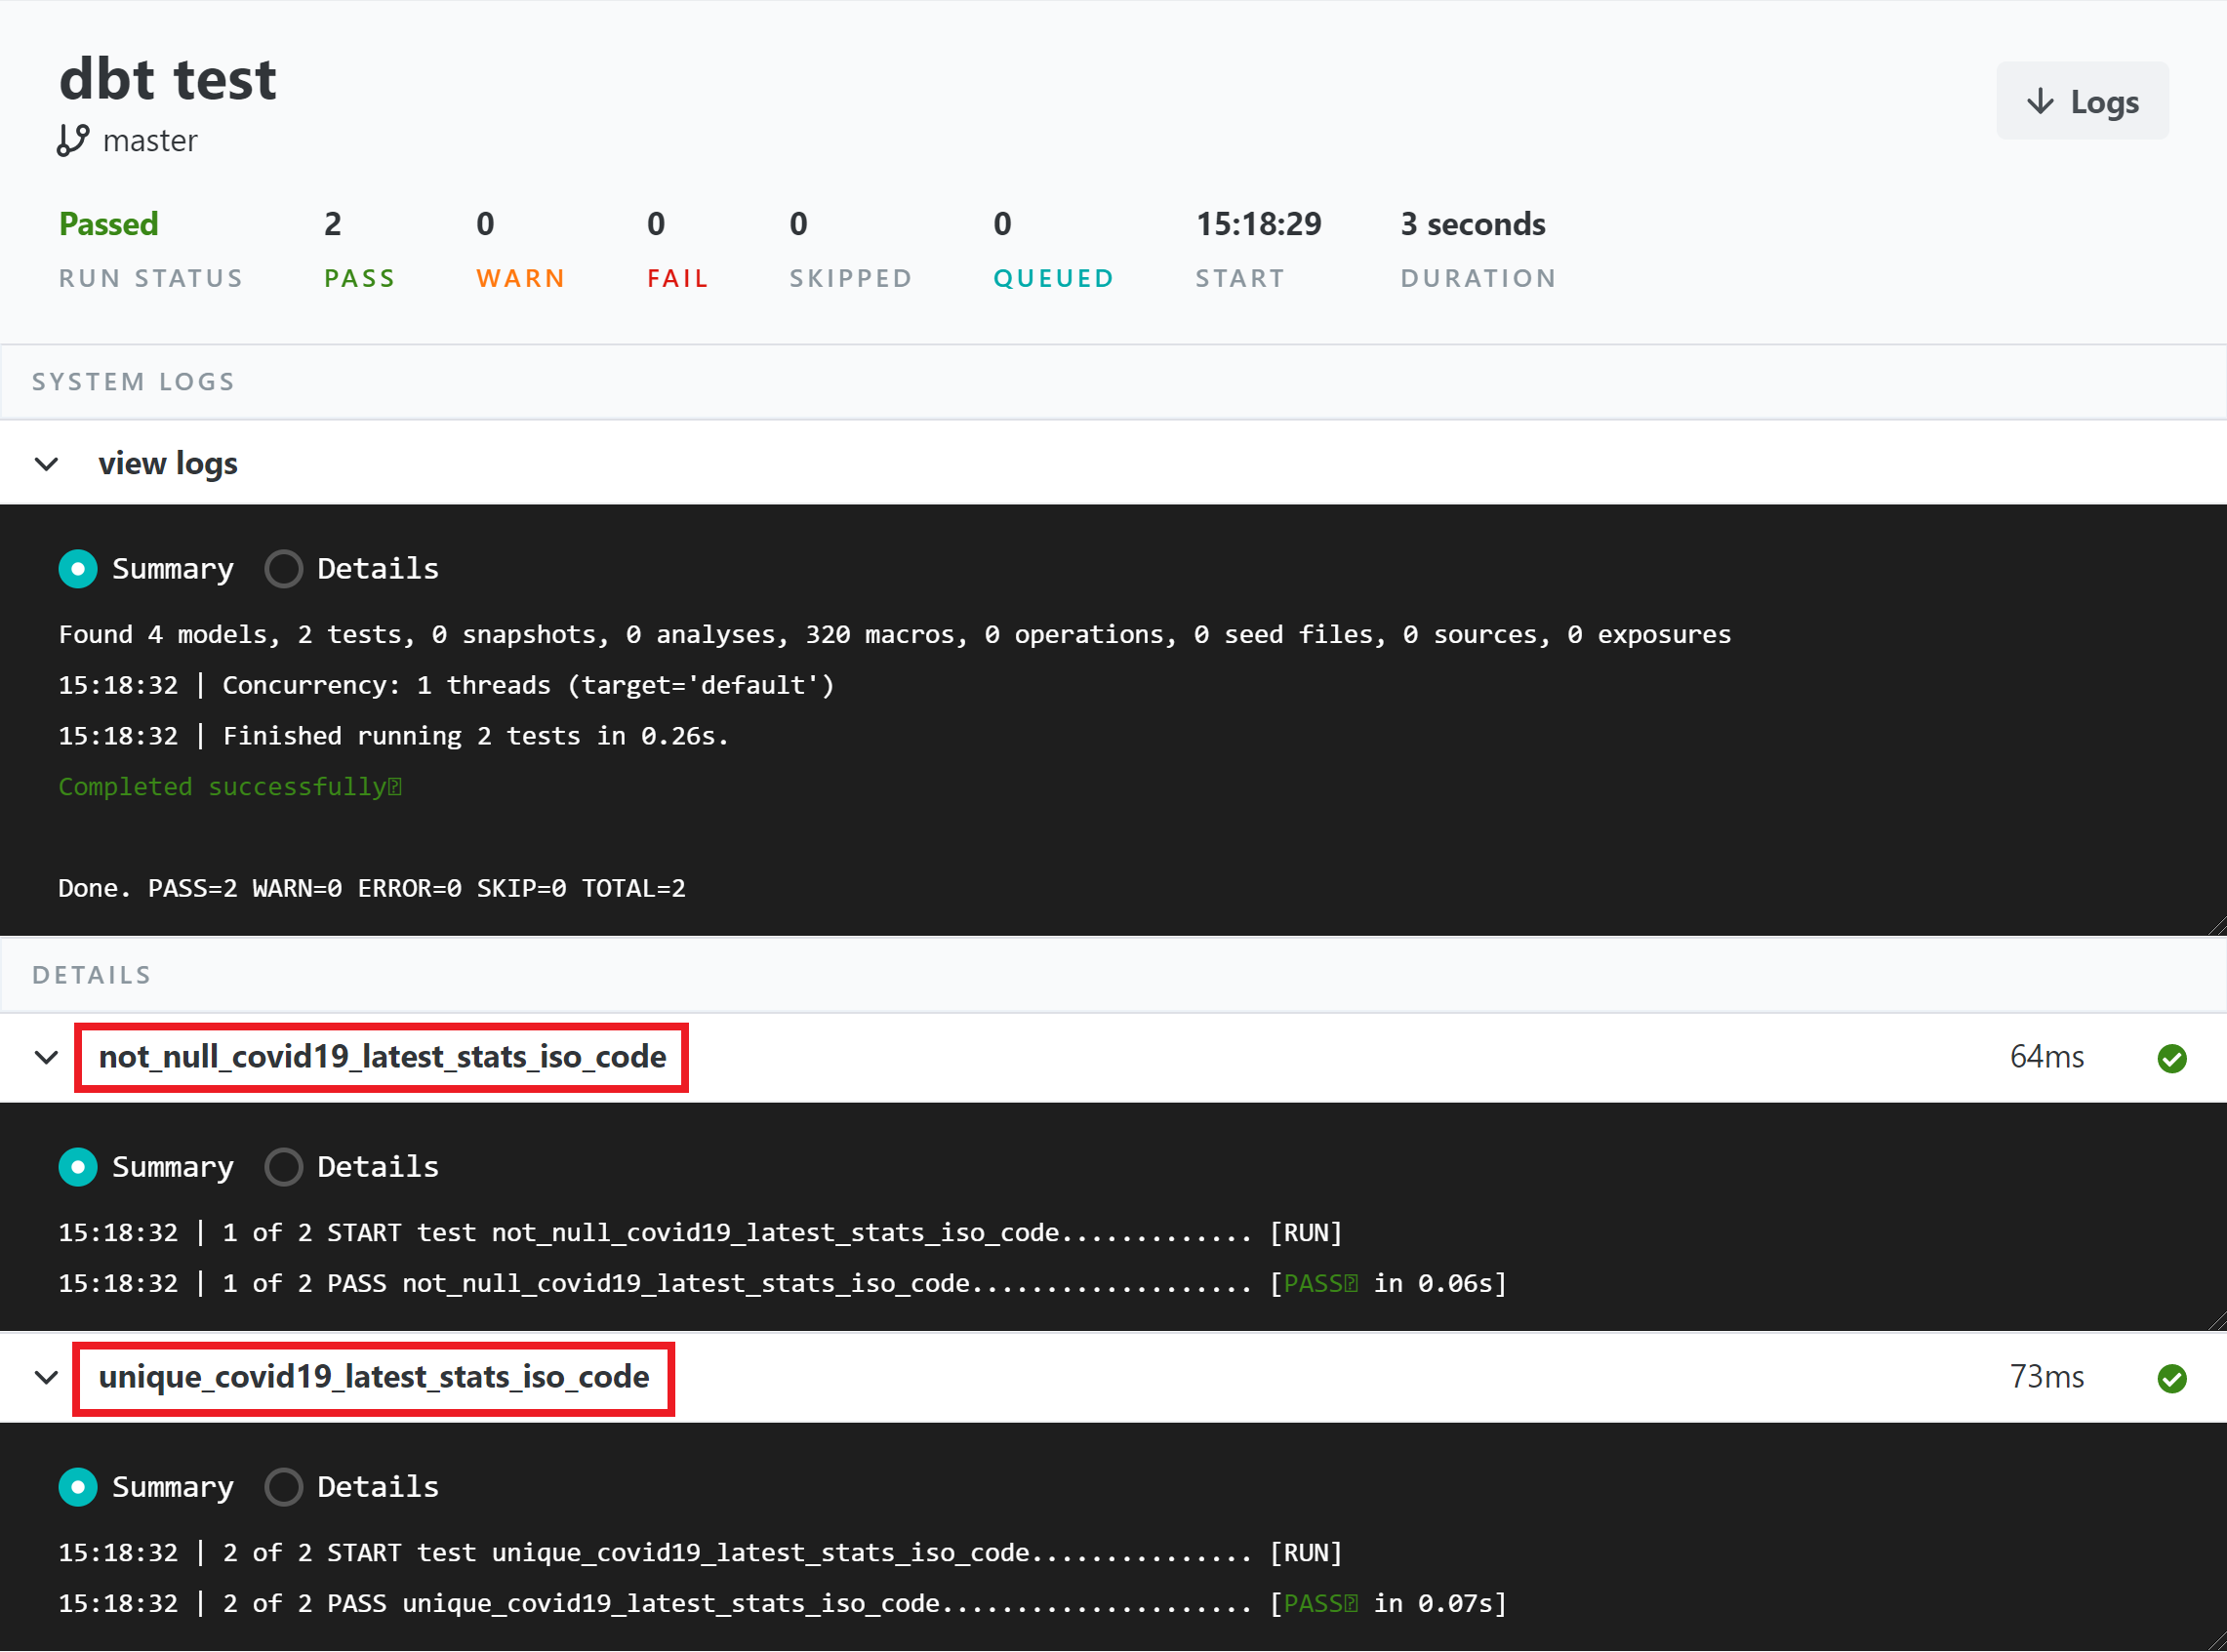 dbt test
Logs
master
Passed 2 0 0 0 0 15:18:29 3 seconds
RUN STATUS PASS WARN FAIL SKIPPED QUEUED START DURATION
SYSTEM LOGS
view logs
Summary Details
Found 4 models, 2 tests, 0 snapshots, 0 analyses, 320 macros, 0 operations, 0 seed files, 0 sources, 0 exposures
15:18:32 | Concurrency: 1 threads (target='default')
15:18:32 | Finished running 2 tests in 0.26s.
Completed successfully�
Done. PASS=2 WARN=0 ERROR=0 SKIP=0 TOTAL=2
DETAILS
not_null_covid19_latest_stats_iso_code 64ms
Summary Details
15:18:32 | 1 of 2 START test not_null_covid19_latest_stats_iso_code............. [RUN]
15:18:32 | 1 of 2 PASS not_null_covid19_latest_stats_iso_code................... [PASS� in 0.06s]
unique_covid19_latest_stats_iso_code 73ms
Summary Details
15:18:32 | 2 of 2 START test unique_covid19_latest_stats_iso_code............... [RUN]
15:18:32 | 2 of 2 PASS unique_covid19_latest_stats_iso_code..................... [PASS� in 0.07s]